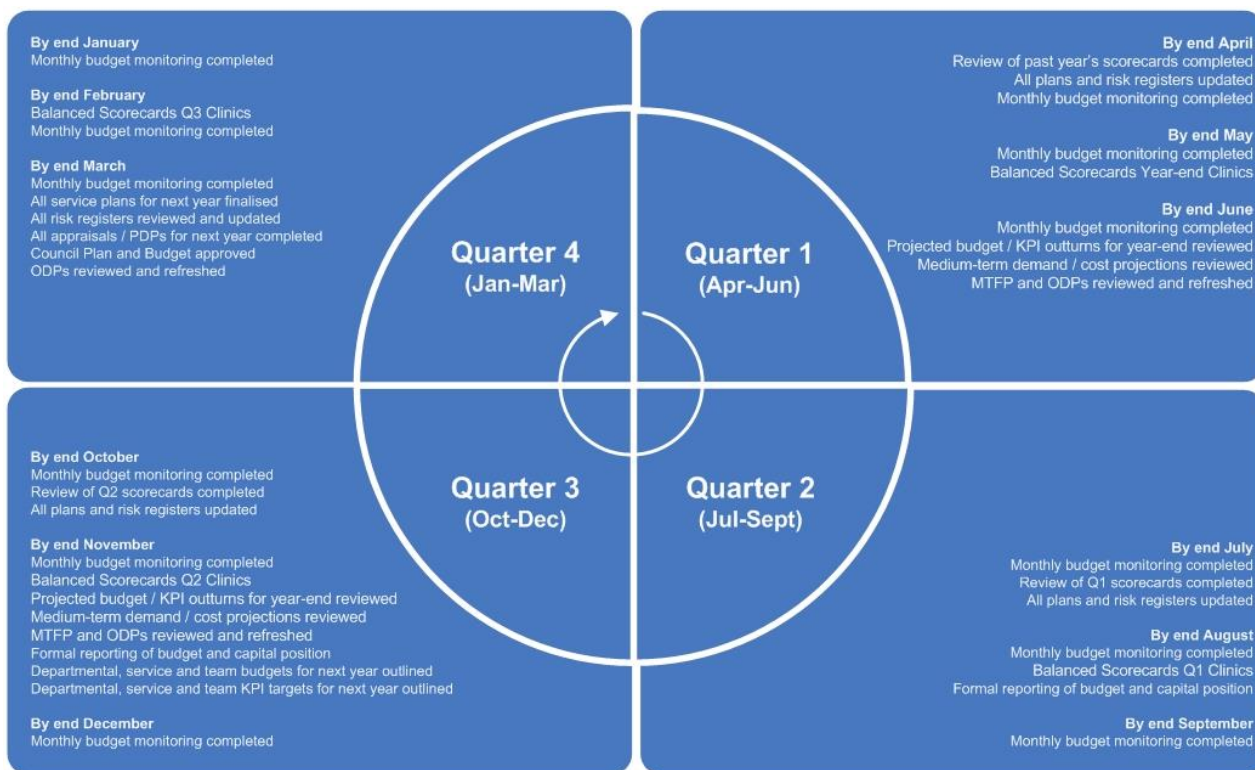 By end January
Monthly budget monitoring completed
By end February
Balanced Scorecards Q3 Clinics
Monthly budget monitoring completed
By end March
Monthly budget monitoring completed
All service plans for next year finalised
All risk registers reviewed and updated
All appraisals / PDPs for next year completed
Council Plan and Budget approved
ODPs reviewed and refreshed
Quarter 4
(Jan-Mar)
By end April
Review of past year's scorecards completed
All plans and risk registers updated
Monthly budget monitoring completed
By end May
Monthly budget monitoring completed
Balanced Scorecards Year-end Clinics
By end June
Monthly budget monitoring completed
Projected budget / KPI outturns for year-end reviewed
Medium-term demand / cost projections reviewed
MTFP and ODPs reviewed and refreshed
Quarter 1
(Apr-Jun)
By end October
Monthly budget monitoring completed
Review of Q2 scorecards completed
All plans and risk registers updated
By end November
Monthly budget monitoring completed
Balanced Scorecards Q2 Clinics
Projected budget / KPI outturns for year-end reviewed
Medium-term demand / cost projections reviewed
MTFP and ODPs reviewed and refreshed
Formal reporting of budget and capital position
Departmental, service and team budgets for next year outlined
Departmental, service and team KPI targets for next year outlined
By end December
Monthly budget monitoring completed
Quarter 3
(Oct-Dec)
Quarter 2
(Jul-Sept)
By end July
Monthly budget monitoring completed
Review of Q1 scorecards completed
All plans and risk registers updated
By end August
Monthly budget monitoring completed
Balanced Scorecards Q1 Clinics
Formal reporting of budget and capital position
By end September
Monthly budget monitoring completed